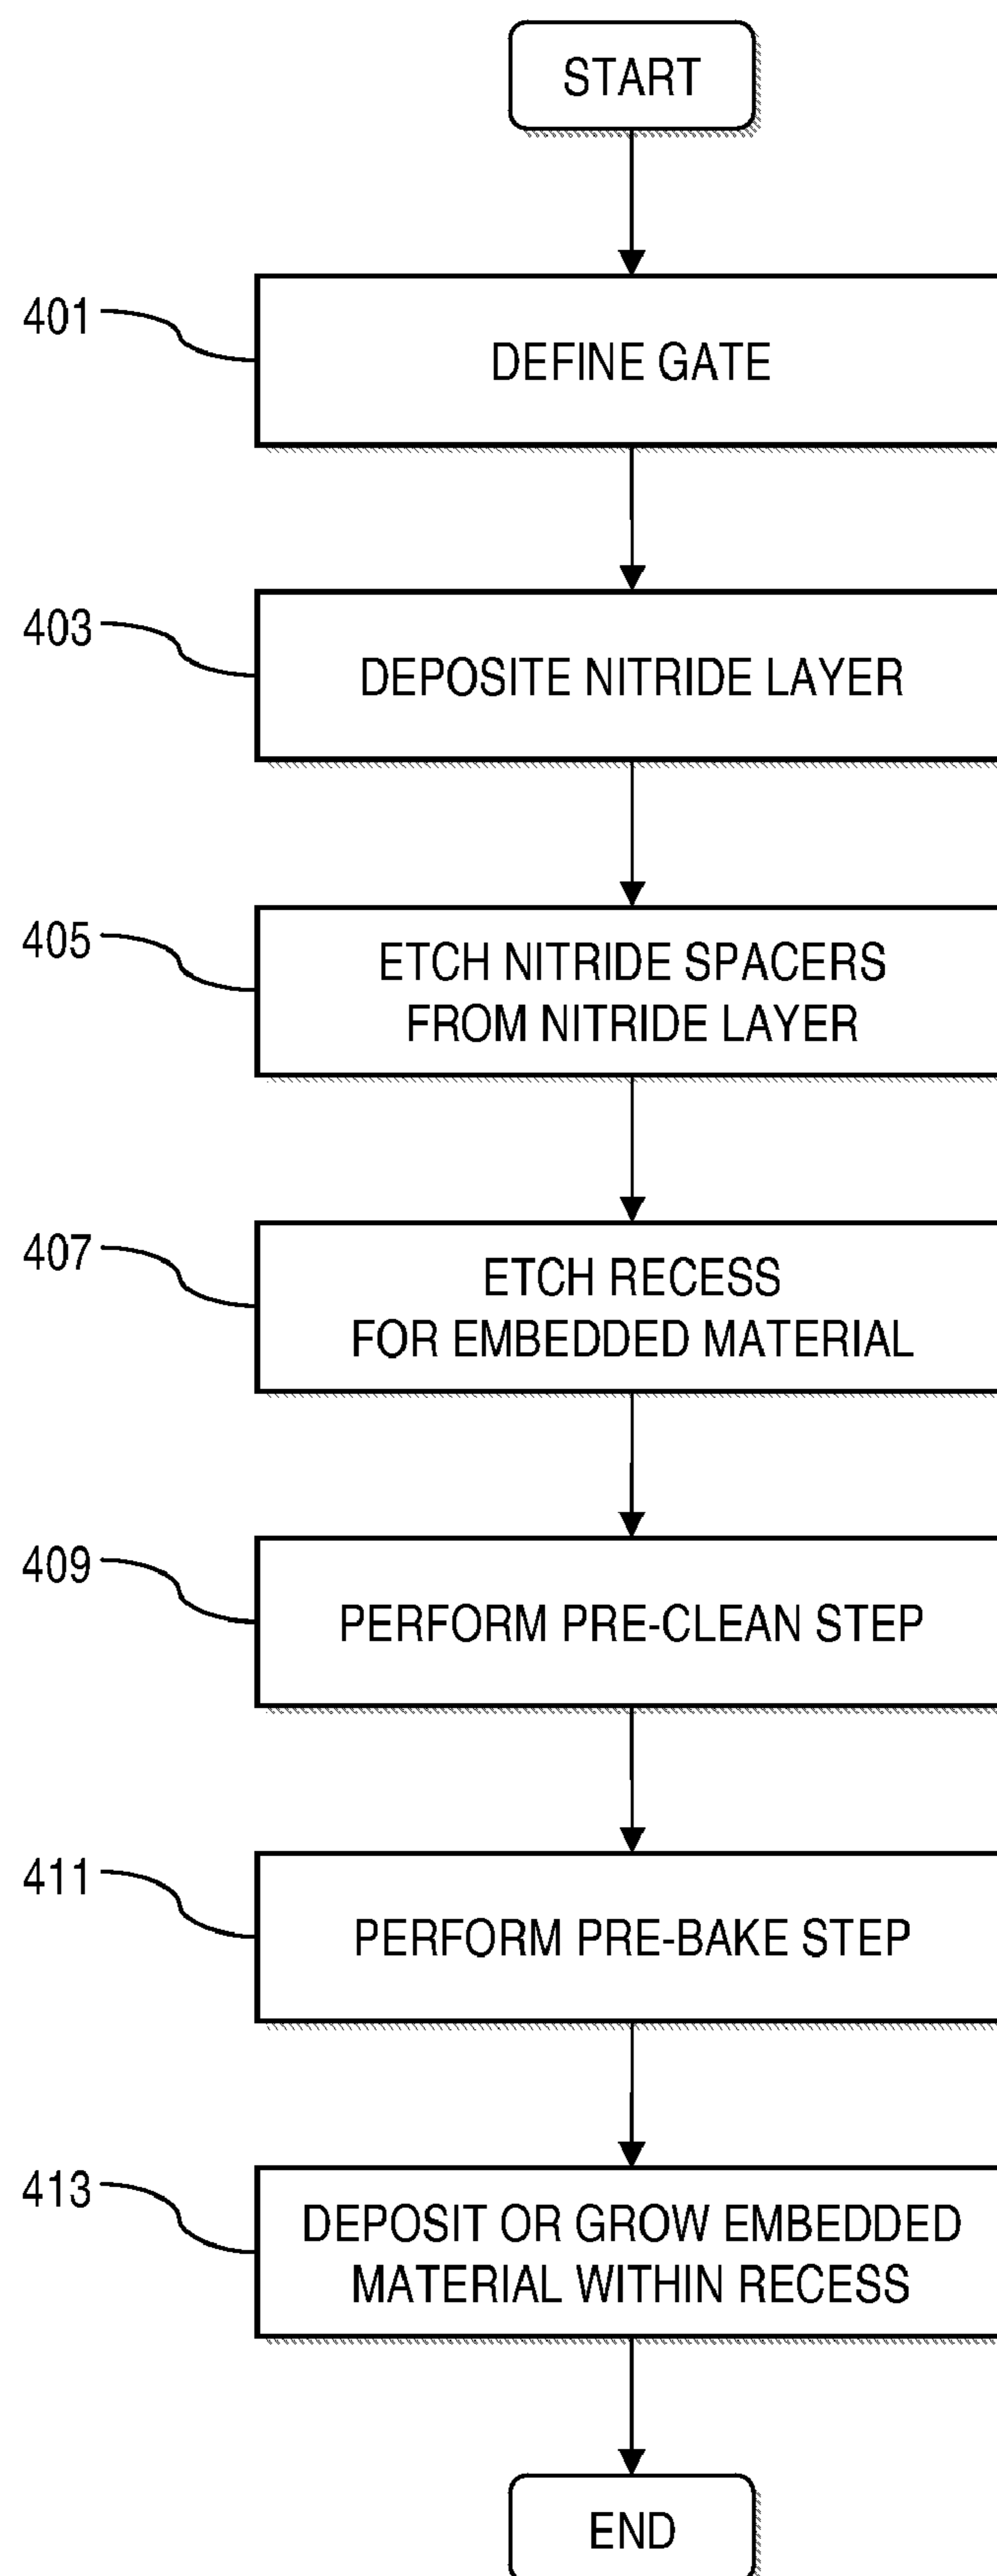 START
401
DEFINE GATE
403
DEPOSITE NITRIDE LAYER
405
ETCH NITRIDE SPACERS
FROM NITRIDE LAYER
407
ETCH RECESS
FOR EMBEDDED MATERIAL
409
PERFORM PRE-CLEAN STEP
411
PERFORM PRE-BAKE STEP
413
DEPOSIT OR GROW EMBEDDED
MATERIAL WITHIN RECESS
END